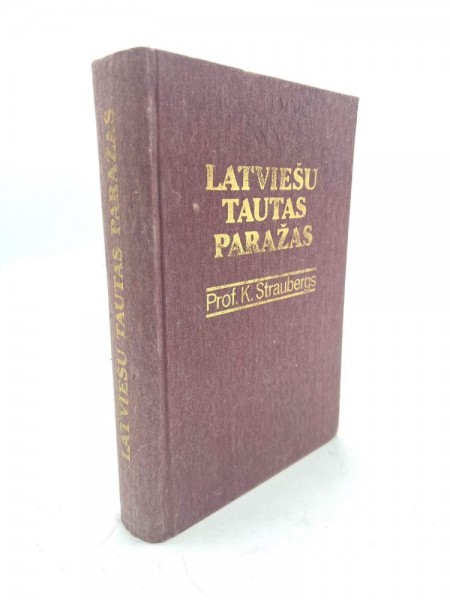 LATVIEŠU TAUTAS PARAŽAS
LATVIEŠU
TAUTAS
PARAŽAS
Prof. K. Straubergs